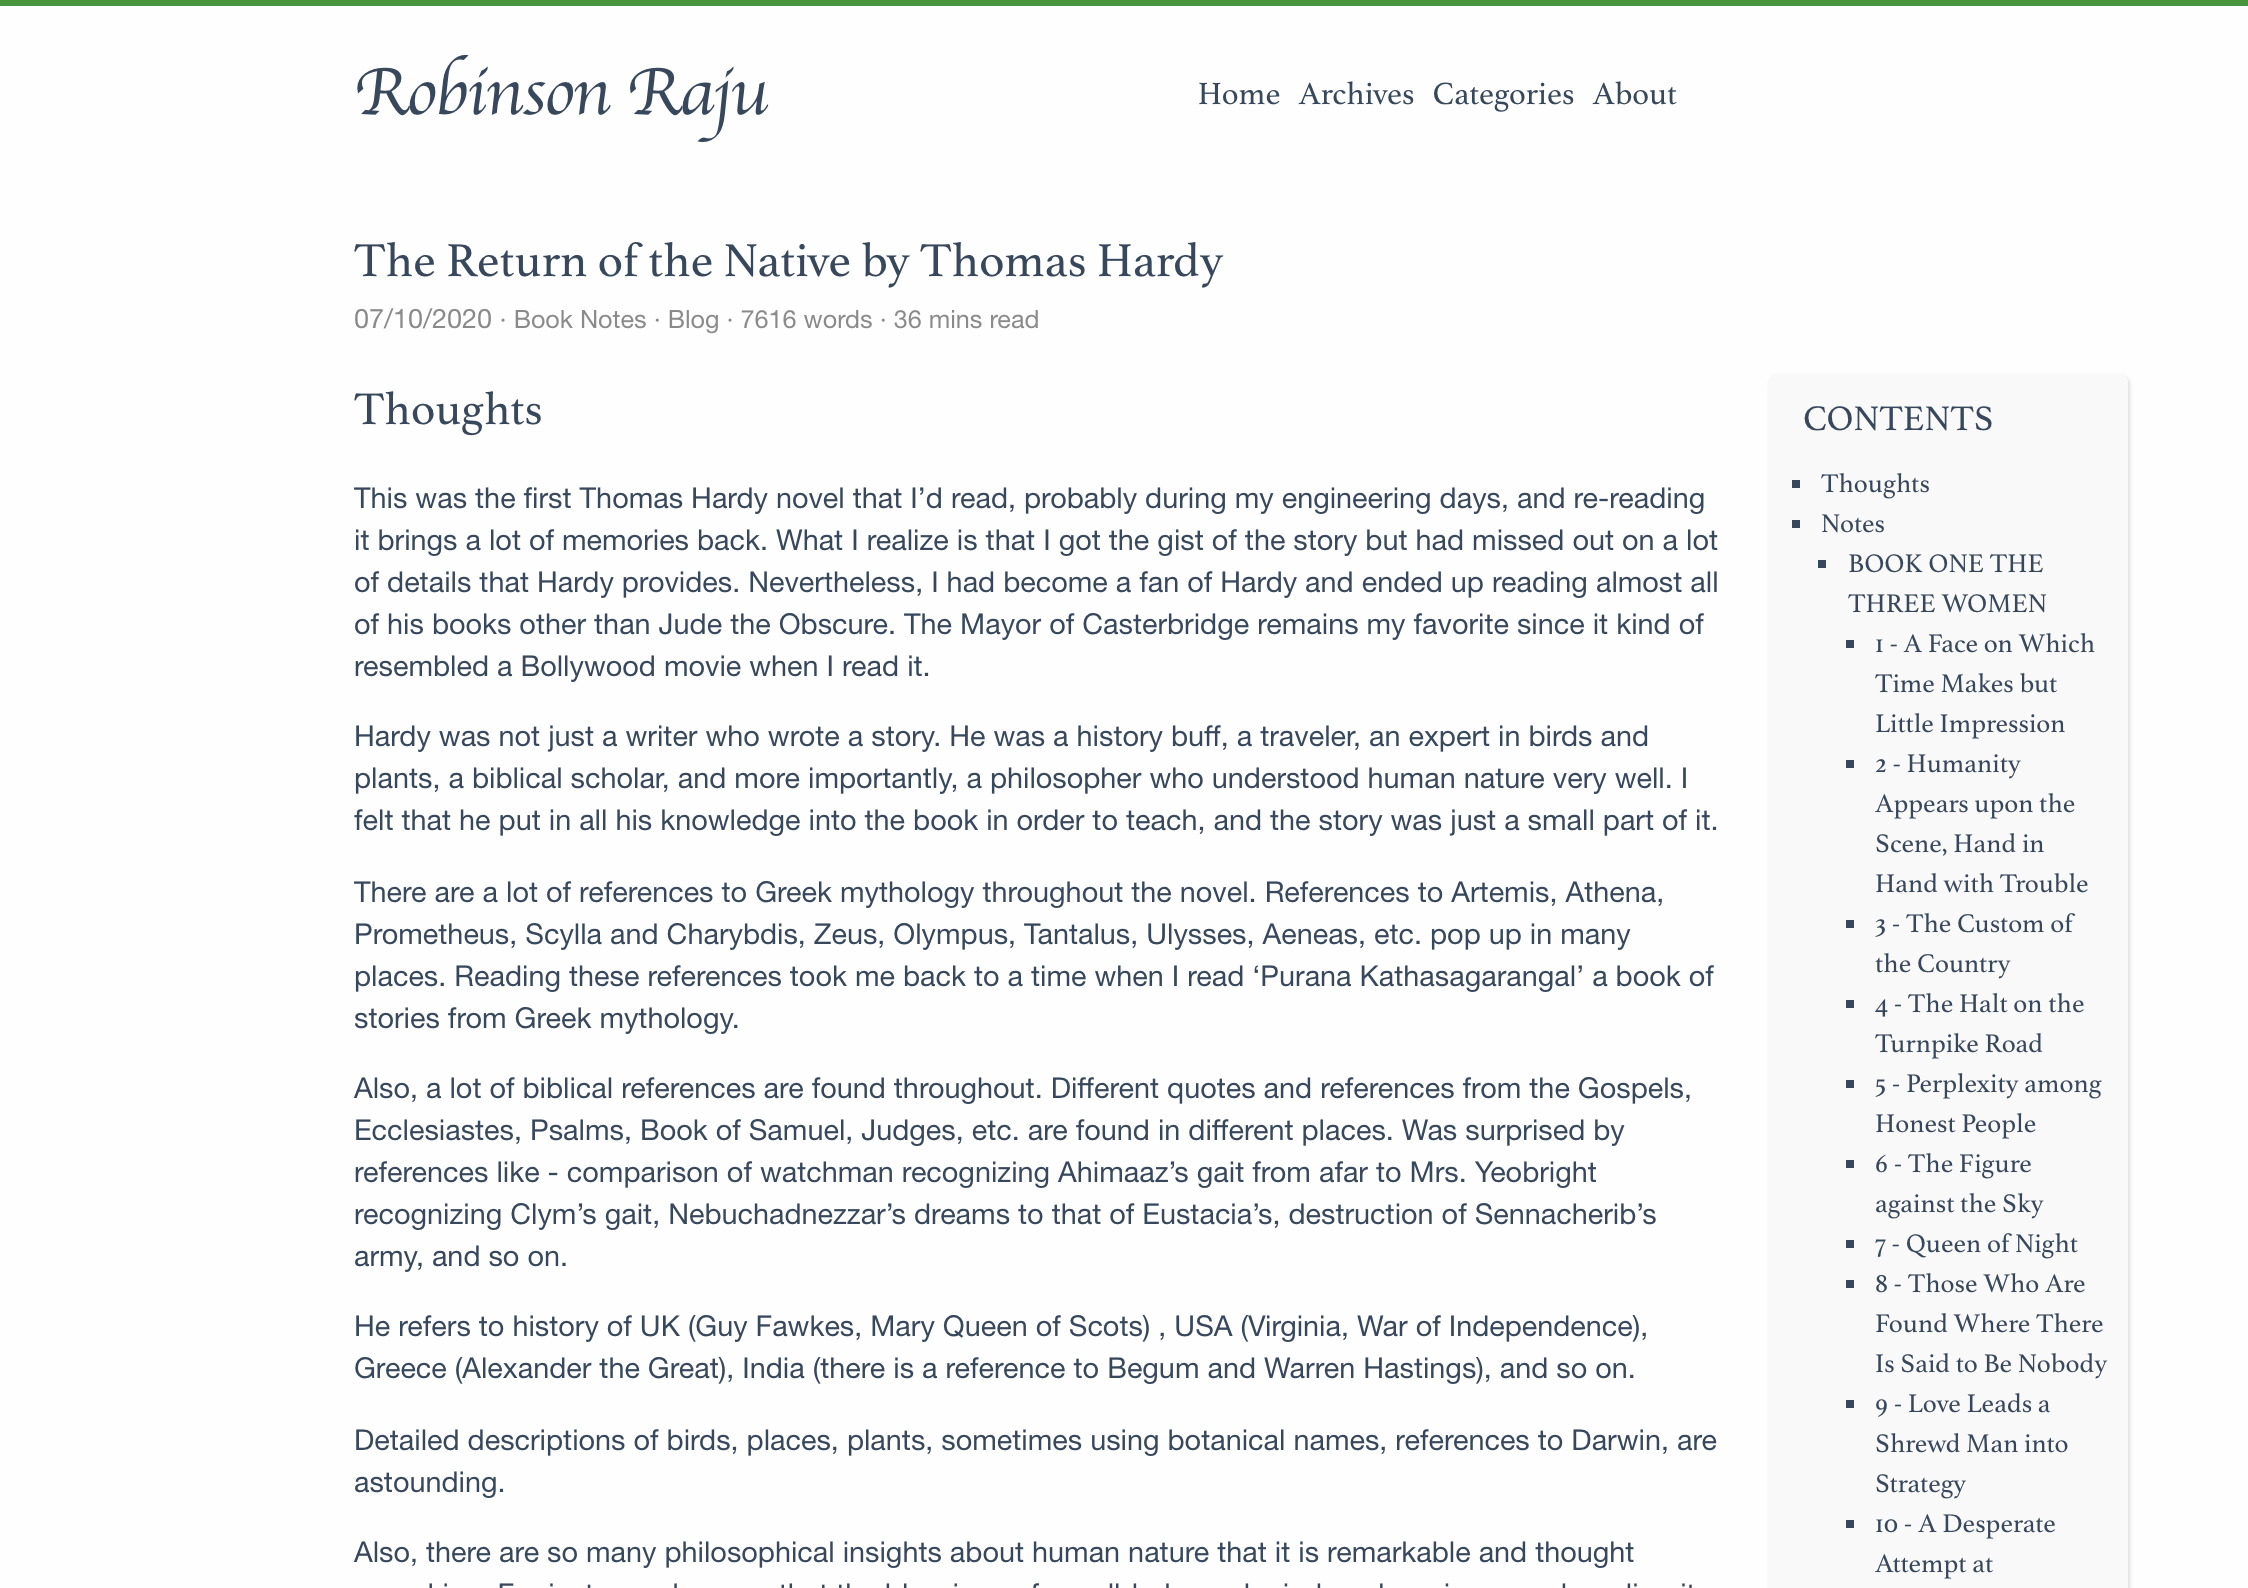 Robinson Raju
Home Archives Categories About
The Return of the Native by Thomas Hardy
07/10/2020 · Book Notes · Blog · 7616 words · 36 mins read
Thoughts
This was the first Thomas Hardy novel that I’d read, probably during my engineering days, and re-reading
it brings a lot of memories back. What I realize is that I got the gist of the story but had missed out on a lot
of details that Hardy provides. Nevertheless, I had become a fan of Hardy and ended up reading almost all
of his books other than Jude the Obscure. The Mayor of Casterbridge remains my favorite since it kind of
resembled a Bollywood movie when I read it.
Hardy was not just a writer who wrote a story. He was a history buff, a traveler, an expert in birds and
plants, a biblical scholar, and more importantly, a philosopher who understood human nature very well. I
felt that he put in all his knowledge into the book in order to teach, and the story was just a small part of it.
There are a lot of references to Greek mythology throughout the novel. References to Artemis, Athena,
Prometheus, Scylla and Charybdis, Zeus, Olympus, Tantalus, Ulysses, Aeneas, etc. pop up in many
places. Reading these references took me back to a time when I read ‘Purana Kathasagarangal’ a book of
stories from Greek mythology.
Also, a lot of biblical references are found throughout. Different quotes and references from the Gospels,
Ecclesiastes, Psalms, Book of Samuel, Judges, etc. are found in different places. Was surprised by
references like - comparison of watchman recognizing Ahimaaz’s gait from afar to Mrs. Yeobright
recognizing Clym’s gait, Nebuchadnezzar’s dreams to that of Eustacia’s, destruction of Sennacherib’s
army, and so on.
He refers to history of UK (Guy Fawkes, Mary Queen of Scots) , USA (Virginia, War of Independence),
Greece (Alexander the Great), India (there is a reference to Begum and Warren Hastings), and so on.
Detailed descriptions of birds, places, plants, sometimes using botanical names, references to Darwin, are
astounding.
Also, there are so many philosophical insights about human nature that it is remarkable and thought
CONTENTS
Thoughts
Notes
BOOK ONE THE
THREE WOMEN
1 - A Face on Which
Time Makes but
Little Impression
2 - Humanity
Appears upon the
Scene, Hand in
Hand with Trouble
3 - The Custom of
the Country
4 - The Halt on the
Turnpike Road
5 - Perplexity among
Honest People
6 - The Figure
against the Sky
7 - Queen of Night
8 - Those Who Are
Found Where There
Is Said to Be Nobody
9 - Love Leads a
Shrewd Man into
Strategy
10 - A Desperate
Attempt at